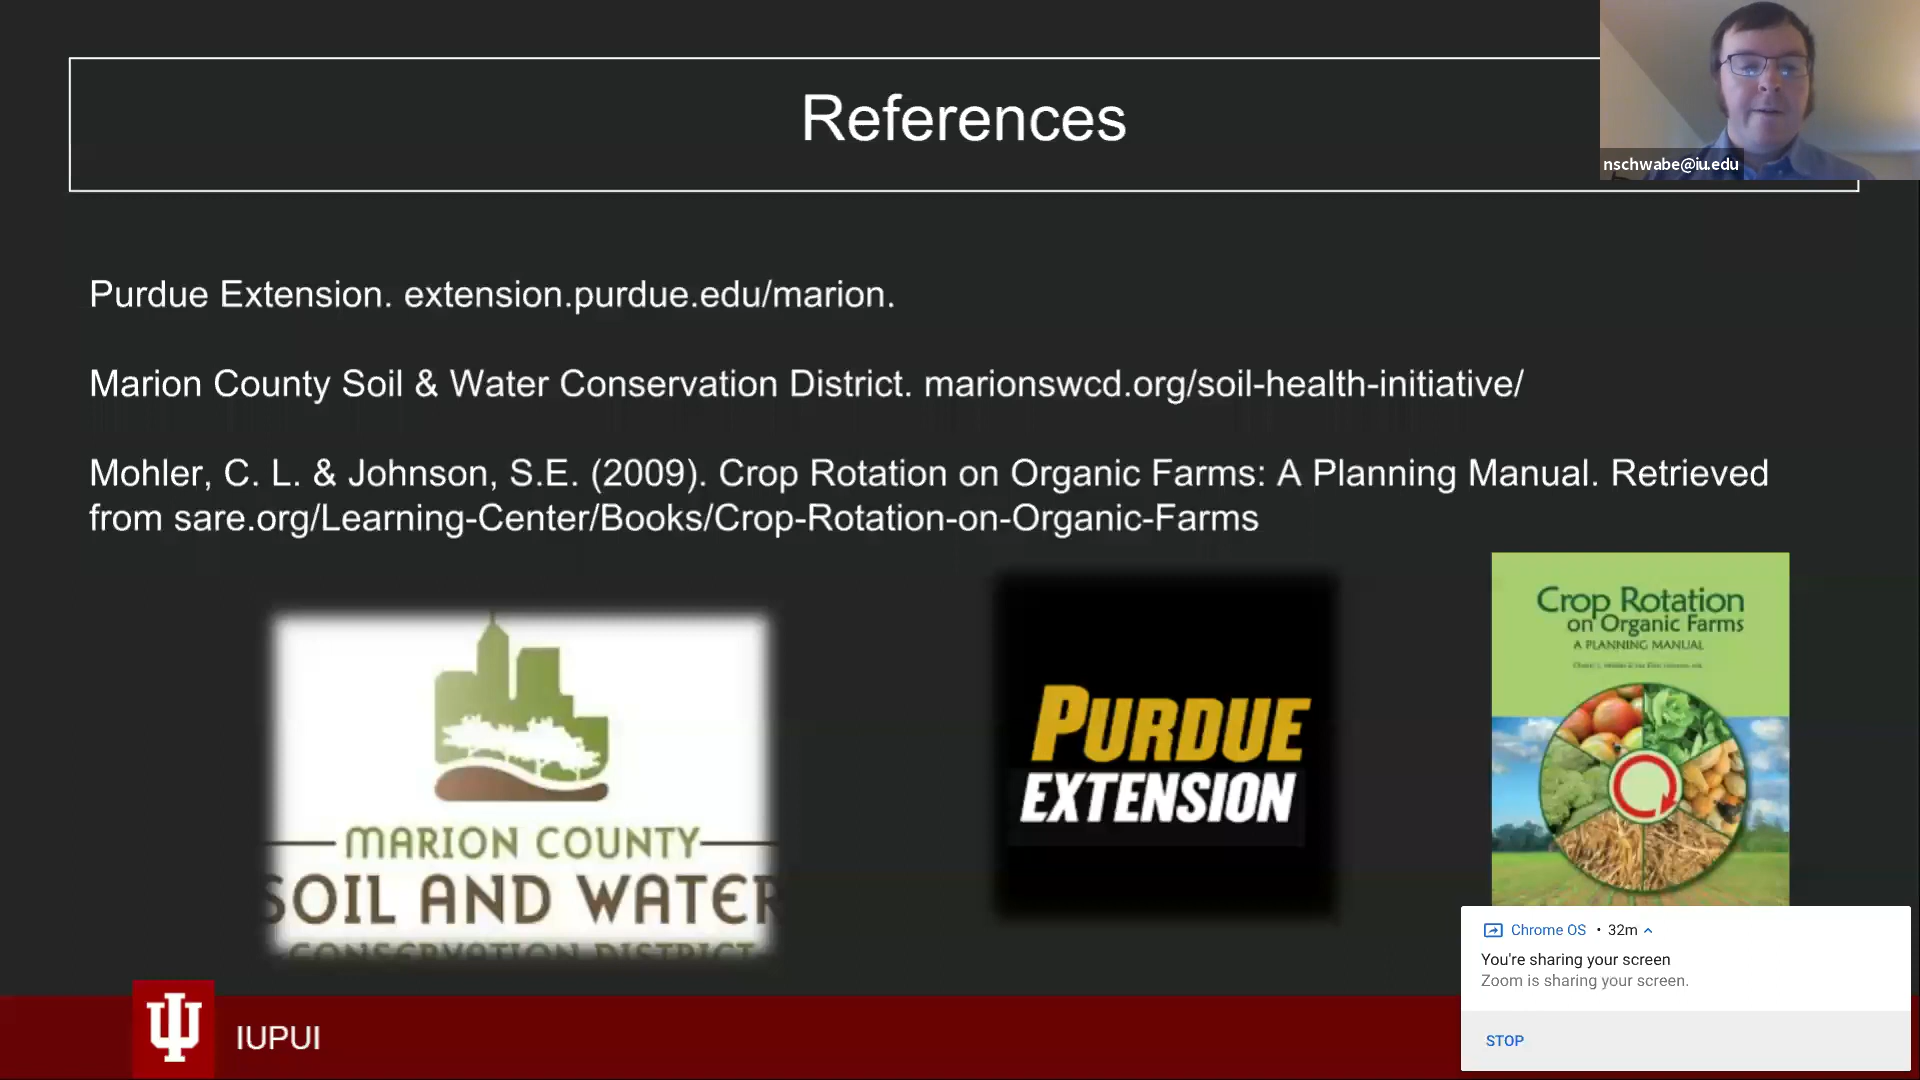 References
nschwabe@iu.edu
Purdue Extension. extension.purdue.edu/marion.
Marion County Soil & Water Conservation District. marionswcd.org/soil-health-initiative/
Mohler, C. L. & Johnson, S.E. (2009). Crop Rotation on Organic Farms: A Planning Manual. Retrieved
from sare.org/Learning-Center/Books/Crop-Rotation-on-Organic-Farms
MARION COUNTY
SOIL AND WATER
CONSERVATION DISTRICT
PURDUE
EXTENSION
Crop Rotation
on Organic Farms
A PLANNING MANUAL
Chrome OS • 32m
You're sharing your screen
Zoom is sharing your screen.
STOP
IUPUI